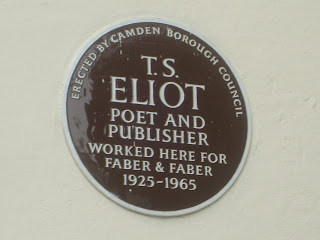 ERECTED BY CAMDEN BOROUGH COUNCIL
T.S.
ELIOT
POET AND
PUBLISHER
WORKED HERE FOR
FABER & FABER
1925-1965